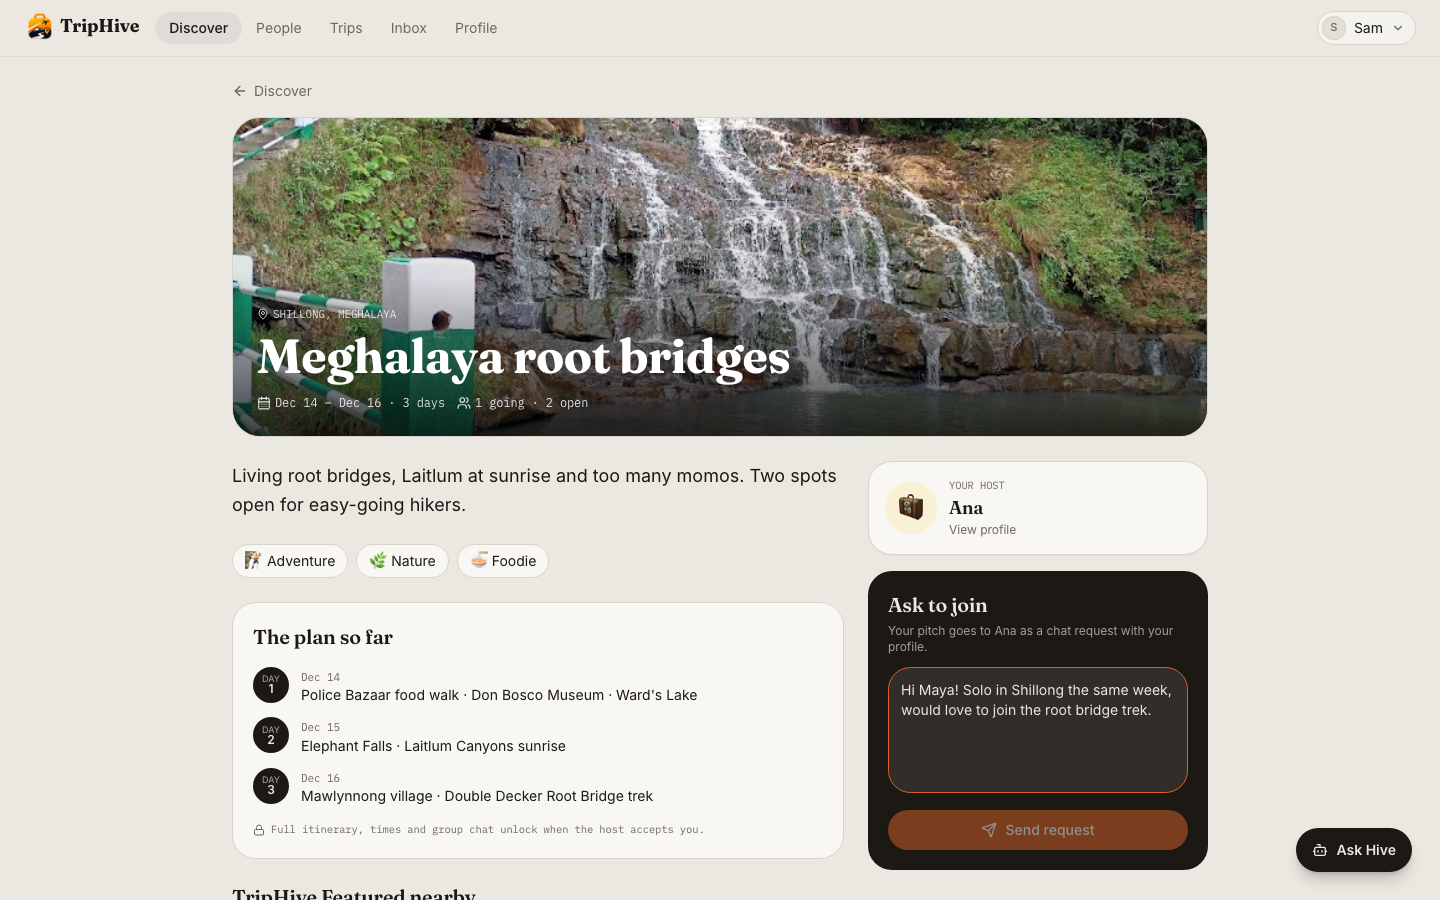 TripHive
Discover
People
Trips
Inbox
Profile
S
Sam
Discover
SHILLONG, MEGHALAYA
Meghalaya root bridges
Dec 14 – Dec 16 · 3 days
1 going · 2 open
Living root bridges, Laitlum at sunrise and too many momos. Two spots
open for easy-going hikers.
Adventure
Nature
Foodie
The plan so far
DAY
1
Dec 14
Police Bazaar food walk · Don Bosco Museum · Ward's Lake
DAY
2
Dec 15
Elephant Falls · Laitlum Canyons sunrise
DAY
3
Dec 16
Mawlynnong village · Double Decker Root Bridge trek
Full itinerary, times and group chat unlock when the host accepts you.
TripHive Featured nearby
YOUR HOST
Ana
View profile
Ask to join
Your pitch goes to Ana as a chat request with your
profile.
Hi Maya! Solo in Shillong the same week,
would love to join the root bridge trek.
Send request
Ask Hive